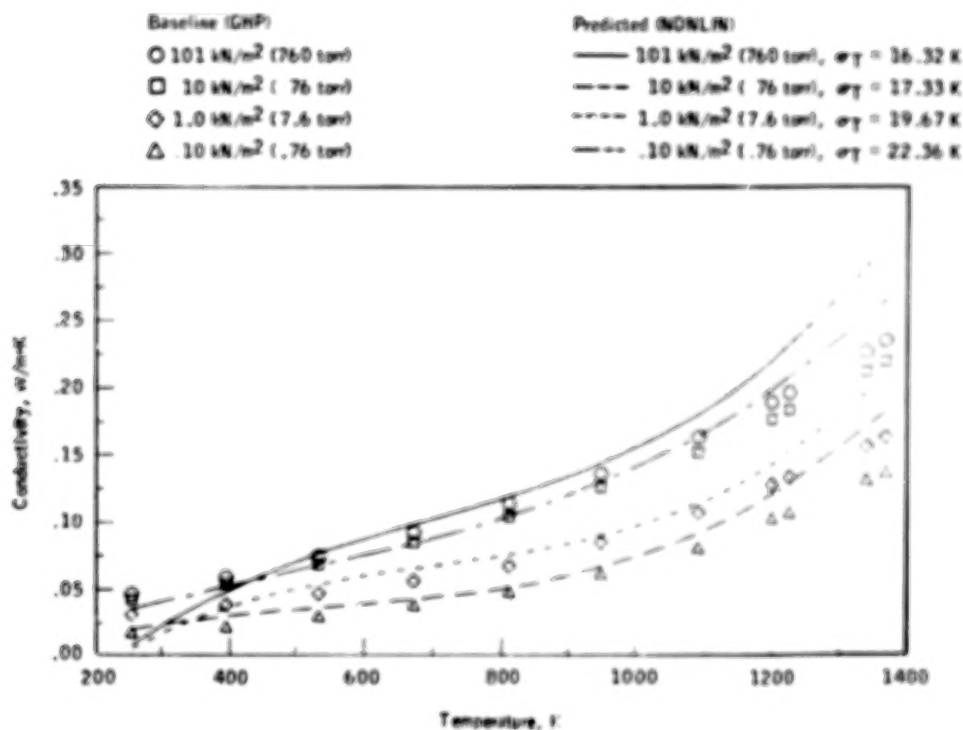 Baseline (GHP)
101 kN/m² (760 torr)
10 kN/m² ( 76 torr)
1.0 kN/m² (7.6 torr)
.10 kN/m² (.76 torr)
Predicted (NONLIN)
101 kN/m² (760 torr), σT = 16.32 K
10 kN/m² ( 76 torr), σT = 17.33 K
1.0 kN/m² (7.6 torr), σT = 19.67 K
.10 kN/m² ( .76 torr), σT = 22.36 K
Conductivity, W/m•K
.35
.30
.25
.20
.15
.10
.05
.00
200 400 600 800 1000 1200 1400
Temperature, K